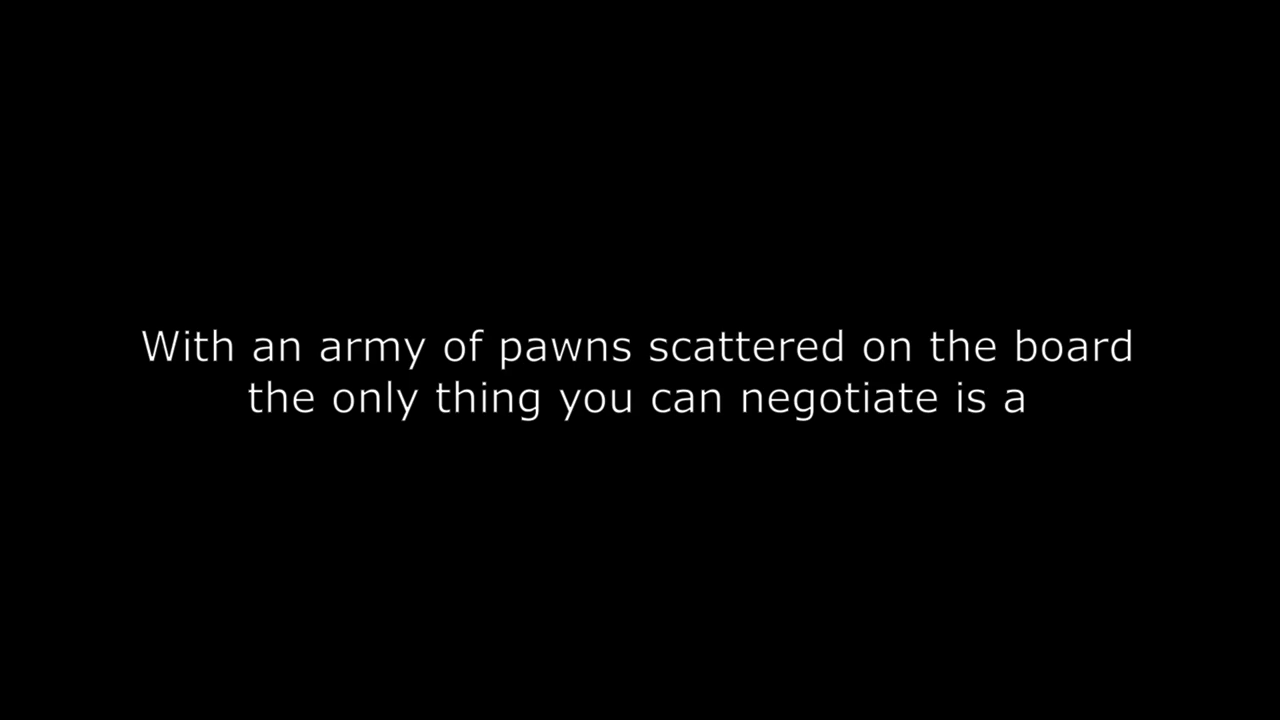 With an army of pawns scattered on the board
the only thing you can negotiate is a